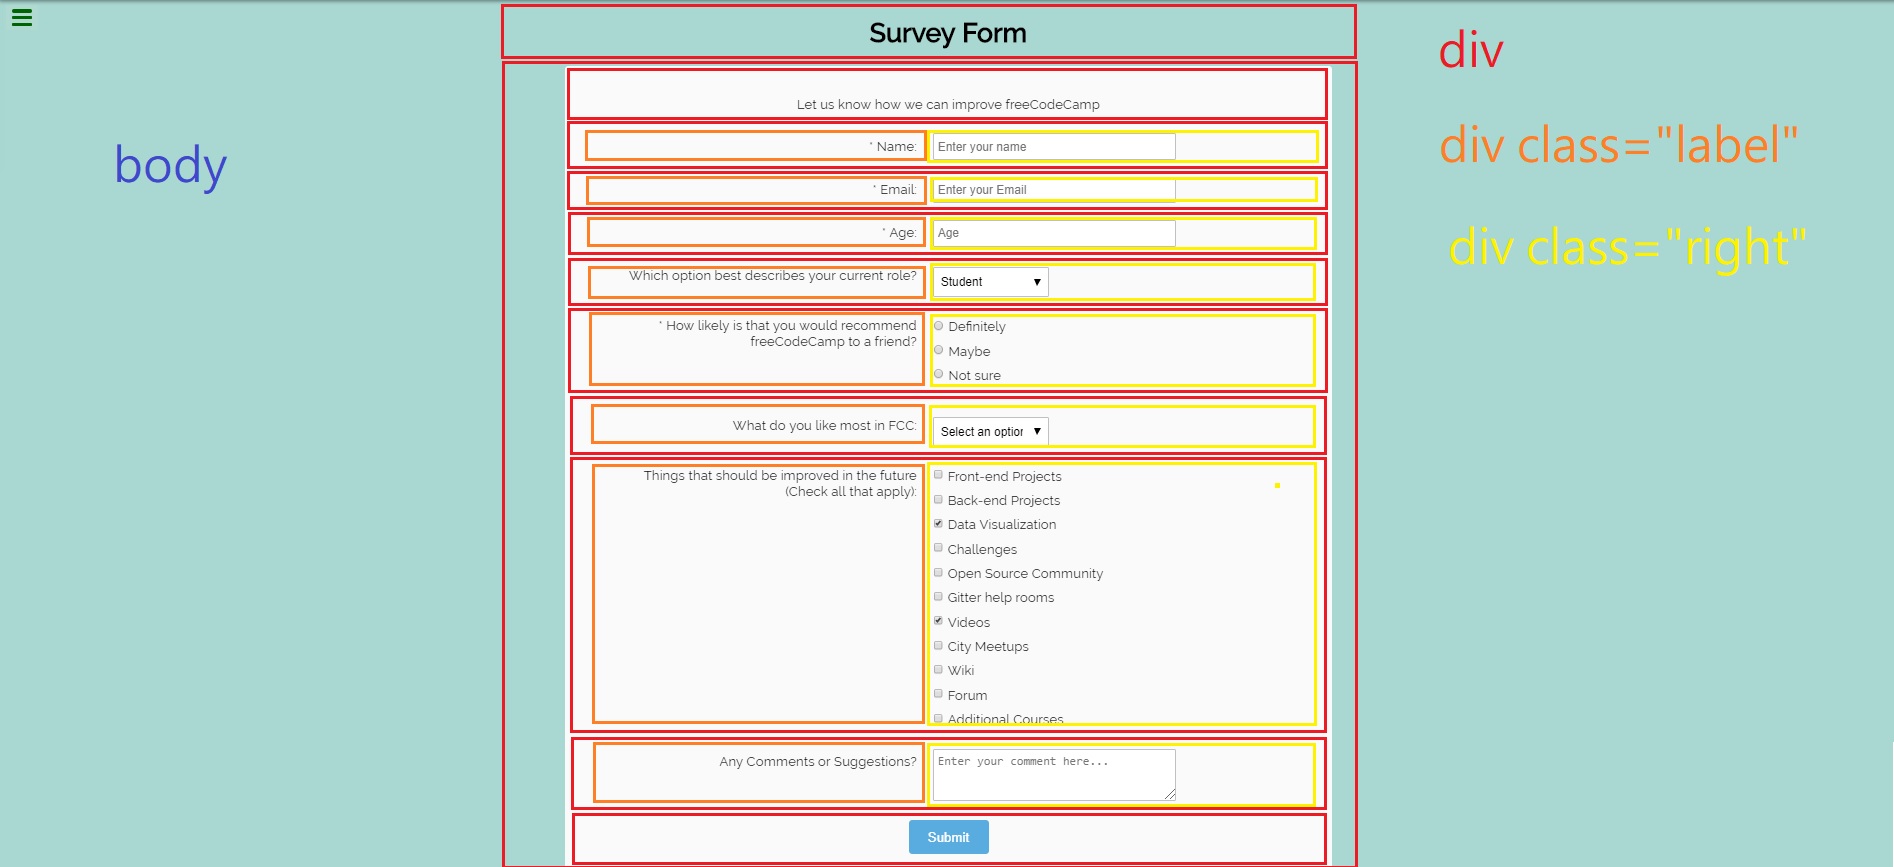 Survey Form
div
Let us know how we can improve freeCodeCamp
div class="label"
body
* Name:
Enter your name
* Email:
Enter your Email
div class="right"
* Age:
Age
Which option best describes your current role?
Student
* How likely is that you would recommend
freeCodeCamp to a friend?
Definitely
Maybe
Not sure
What do you like most in FCC:
Select an option
Things that should be improved in the future
(Check all that apply):
Front-end Projects
Back-end Projects
Data Visualization
Challenges
Open Source Community
Gitter help rooms
Videos
City Meetups
Wiki
Forum
Additional Courses
Any Comments or Suggestions?
Enter your comment here...
Submit